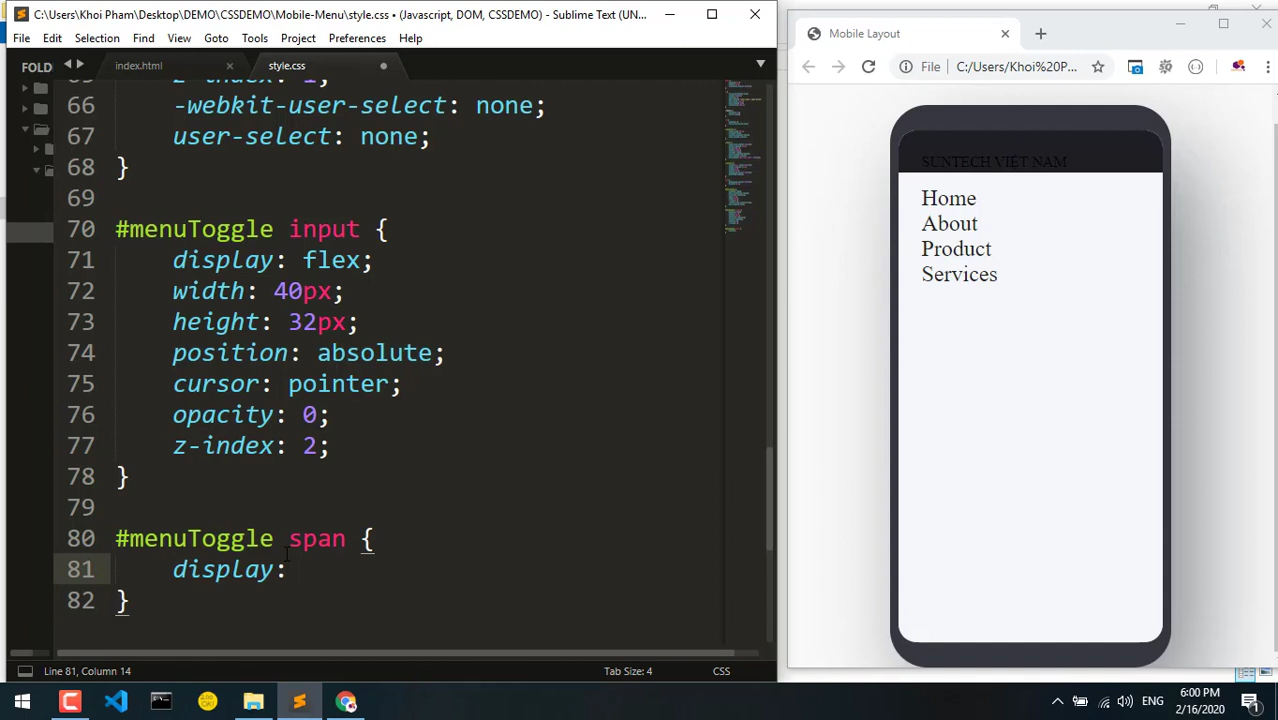 C:\Users\Khoi Pham\Desktop\DEMO\CSSDEMO\Mobile-Menu\style.css • (Javascript, DOM, CSSDEMO) - Sublime Text (UN...
File Edit Selection Find View Goto Tools Project Preferences Help
FOLD
index.html
style.css
66 -webkit-user-select: none;
67 user-select: none;
68 }
69
70 #menuToggle input {
71 display: flex;
72 width: 40px;
73 height: 32px;
74 position: absolute;
75 cursor: pointer;
76 opacity: 0;
77 z-index: 2;
78 }
79
80 #menuToggle span {
81 display:
82 }
Line 81, Column 14
Tab Size: 4
CSS
Mobile Layout
File C:/Users/Khoi%20P...
SUNTECH VIỆT NAM
Home
About
Product
Services
ENG
6:00 PM
2/16/2020
1